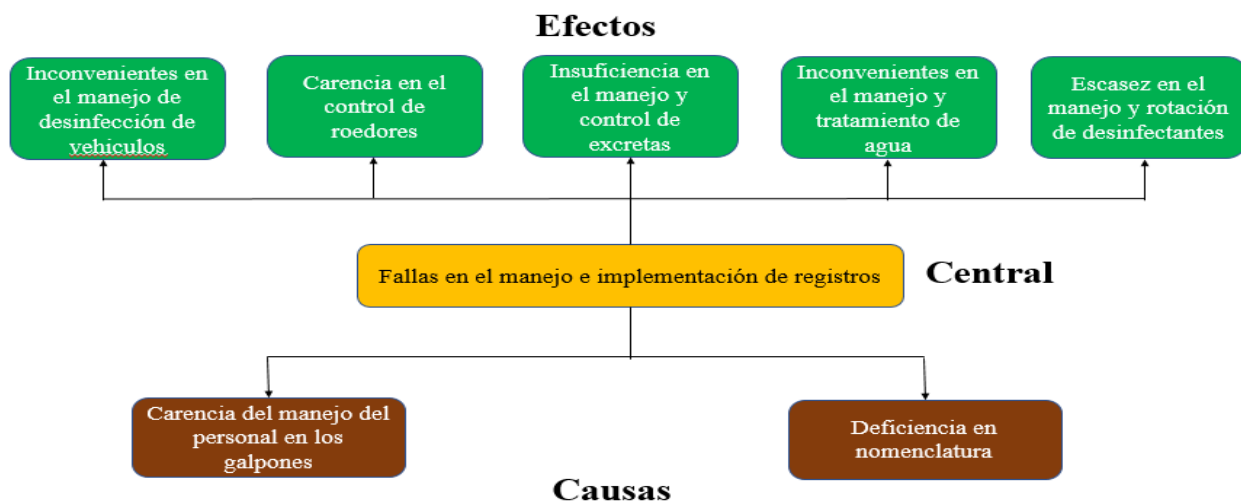 Efectos
Inconvenientes en
el manejo de
desinfección de
vehiculos
Carencia en el
control de
roedores
Insuficiencia en
el manejo y
control de
excretas
Inconvenientes en
el manejo y
tratamiento de
agua
Escasez en el
manejo y rotación
de desinfectantes
Fallas en el manejo e implementación de registros
Central
Carencia del manejo del
personal en los
galpones
Deficiencia en
nomenclatura
Causas